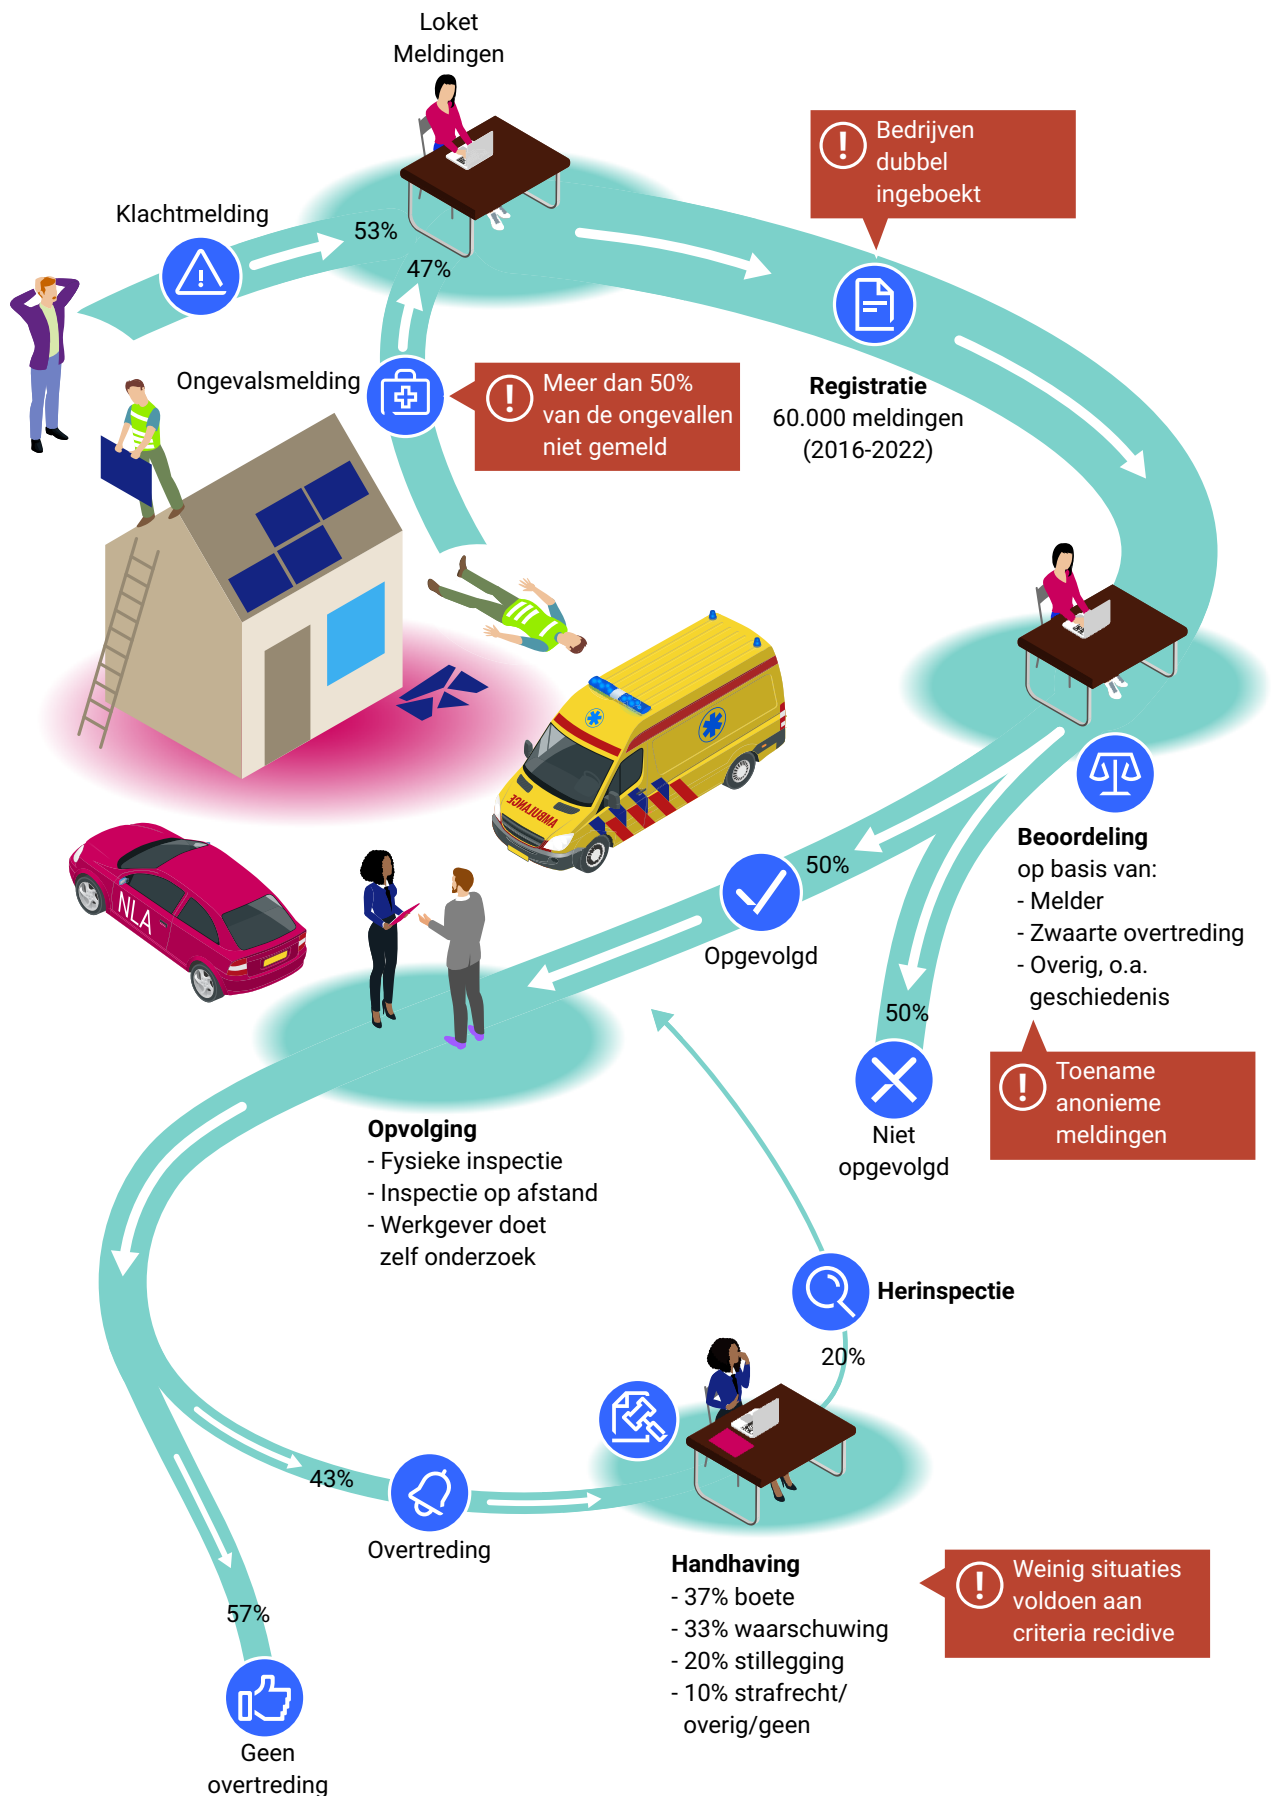 Loket
Meldingen
Bedrijven
dubbel
ingeboekt
Klachtmelding
53%
47%
Ongevalsmelding
Meer dan 50%
van de ongevallen
niet gemeld
Registratie
60.000 meldingen
(2016-2022)
AMBULANCE
NLA
Beoordeling
op basis van:
- Melder
- Zwaarte overtreding
- Overig, o.a.
geschiedenis
50%
Opgevolgd
50%
Niet
opgevolgd
Toename
anonieme
meldingen
Opvolging
- Fysieke inspectie
- Inspectie op afstand
- Werkgever doet
zelf onderzoek
Herinspectie
20%
43%
Overtreding
57%
Geen
overtreding
Handhaving
- 37% boete
- 33% waarschuwing
- 20% stillegging
- 10% strafrecht/
overig/geen
Weinig situaties
voldoen aan
criteria recidive